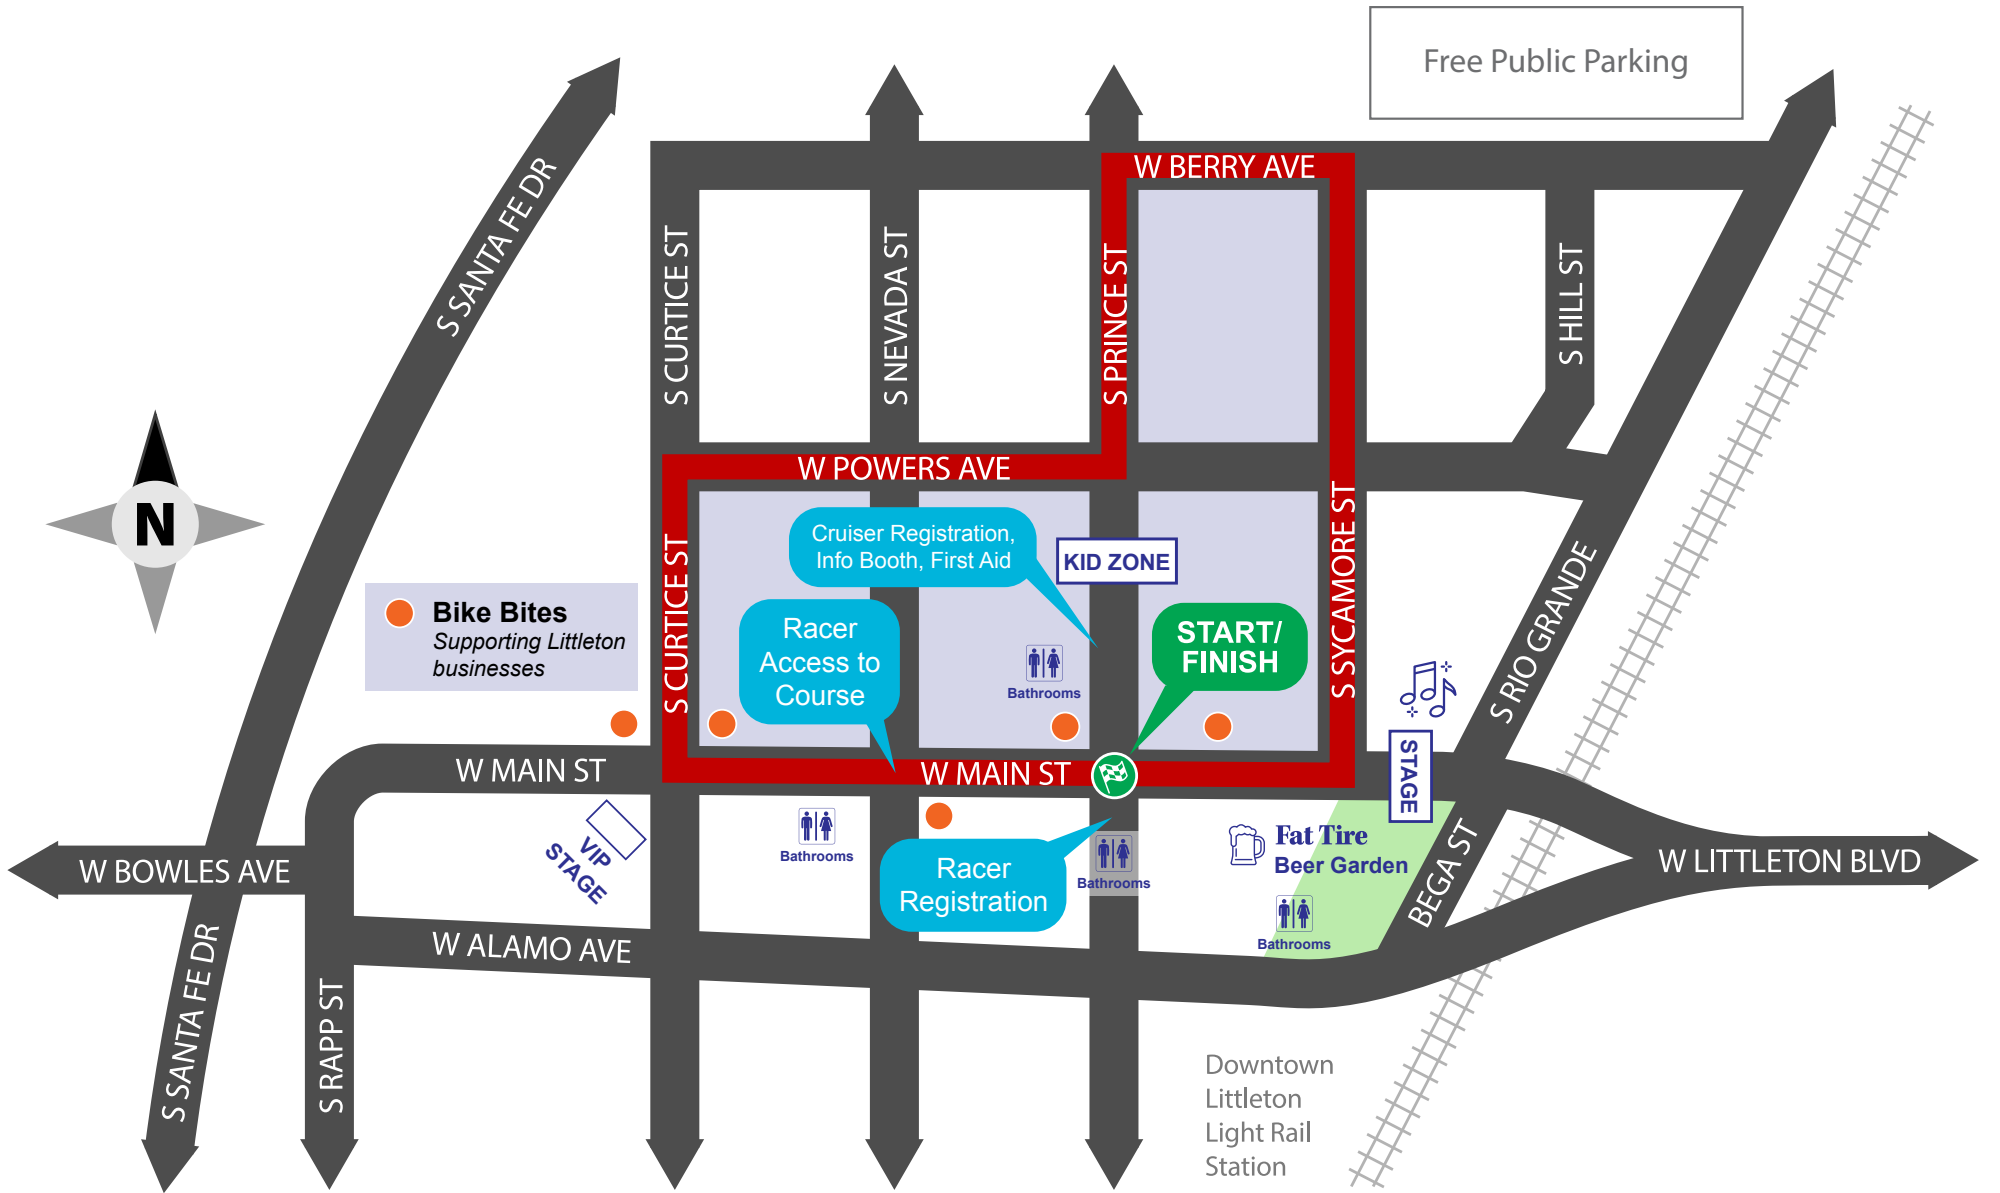 Free Public Parking
W BERRY AVE
S SANTA FE DR
S CURTICE ST
S NEVADA ST
S PRINCE ST
S HILL ST
W POWERS AVE
N
Cruiser Registration,
Info Booth, First Aid
KID ZONE
S CURTICE ST
S SYCAMORE ST
S RIO GRANDE
Bike Bites
Supporting Littleton
businesses
Racer
Access to
Course
START/
FINISH
Bathrooms
STAGE
W MAIN ST
W MAIN ST
VIP
STAGE
Bathrooms
Fat Tire
Beer Garden
W BOWLES AVE
W LITTLETON BLVD
Racer
Registration
Bathrooms
BEGA ST
Bathrooms
W ALAMO AVE
S SANTA FE DR
S RAPP ST
Downtown
Littleton
Light Rail
Station